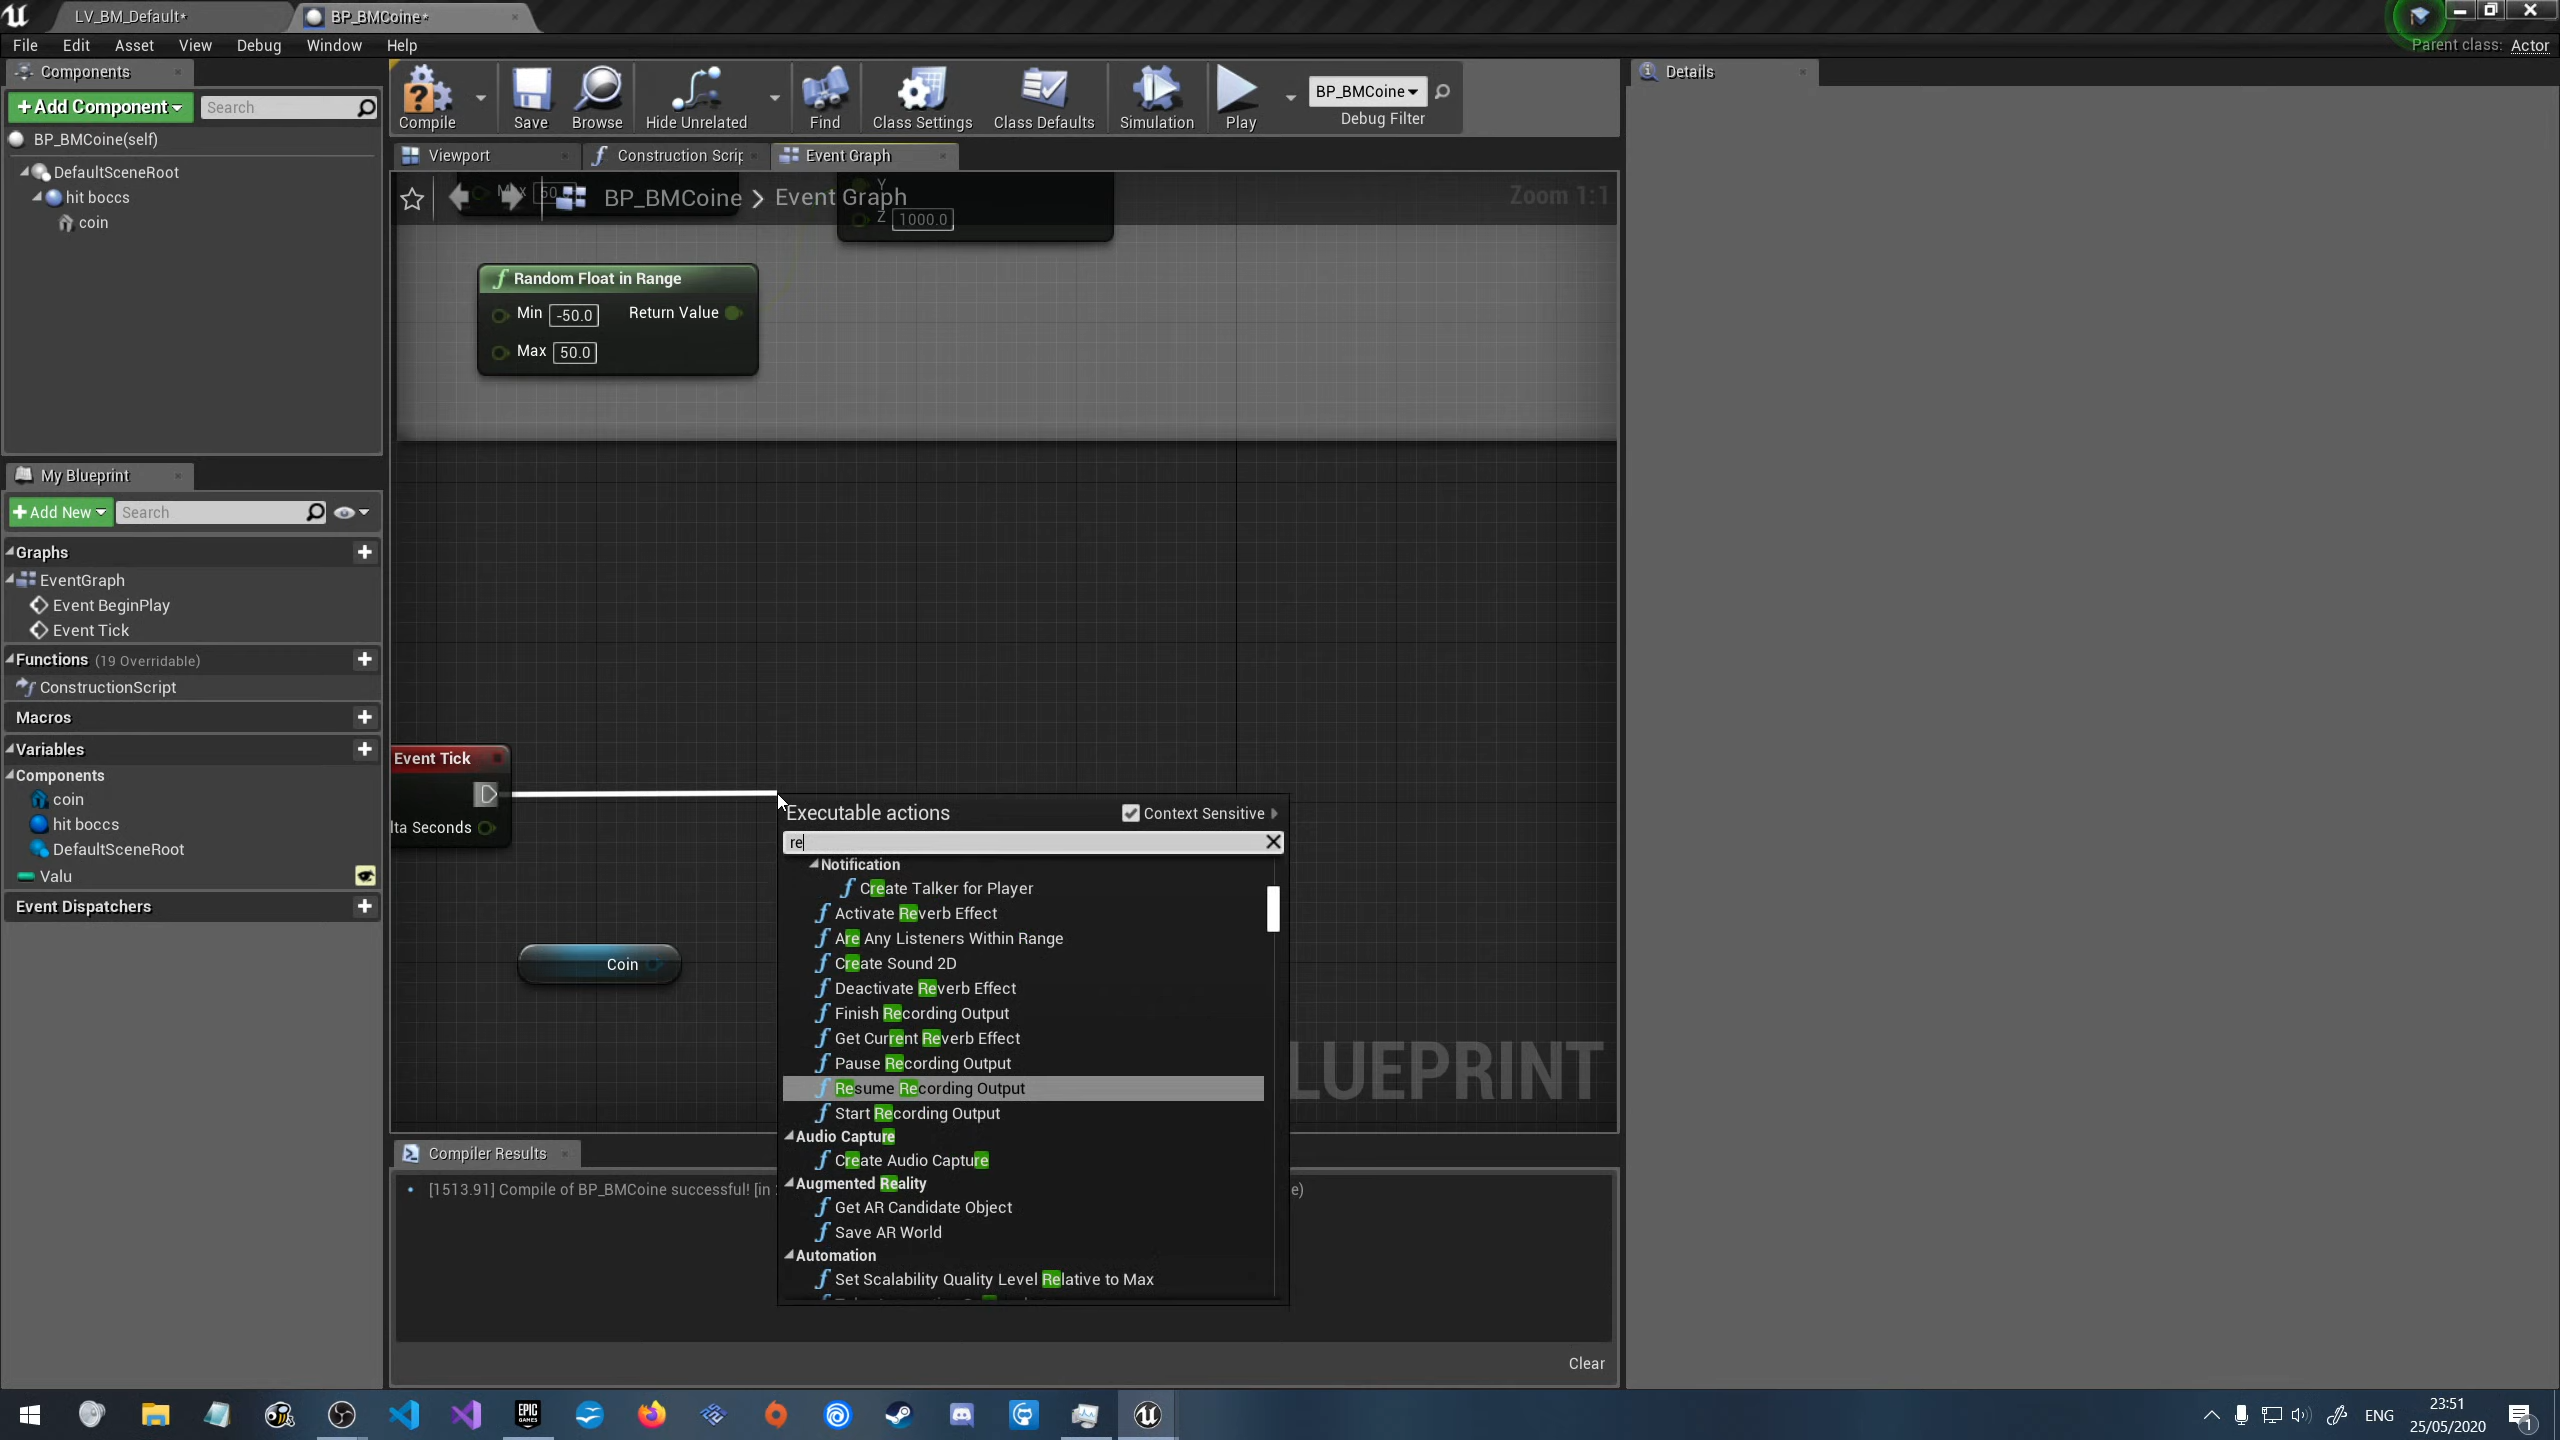 LV_BM_Default*
BP_BMCoine*
File Edit Asset View Debug Window Help
Parent class: Actor
Components
+Add Component
Search
BP_BMCoine(self)
DefaultSceneRoot
hit boccs
coin
Compile
Save
Browse
Hide Unrelated
Find
Class Settings
Class Defaults
Simulation
Play
BP_BMCoine
Debug Filter
Details
Viewport
Construction Scrip
Event Graph
BP_BMCoine > Event Graph
Zoom 1:1
Y
Z 1000.0
Random Float in Range
Min -50.0 Return Value
Max 50.0
My Blueprint
+Add New
Search
Graphs
EventGraph
Event BeginPlay
Event Tick
Functions (19 Overridable)
ConstructionScript
Macros
Variables
Components
coin
hit boccs
DefaultSceneRoot
Valu
Event Dispatchers
Event Tick
lta Seconds
Coin
Executable actions
Context Sensitive
re
Notification
Create Talker for Player
Activate Reverb Effect
Are Any Listeners Within Range
Create Sound 2D
Deactivate Reverb Effect
Finish Recording Output
Get Current Reverb Effect
Pause Recording Output
Resume Recording Output
Start Recording Output
Audio Capture
Create Audio Capture
Augmented Reality
Get AR Candidate Object
Save AR World
Automation
Set Scalability Quality Level Relative to Max
LUEPRINT
Compiler Results
[1513.91] Compile of BP_BMCoine successful! [in
e)
Clear
EPIC GAMES
ENG
23:51
25/05/2020
1